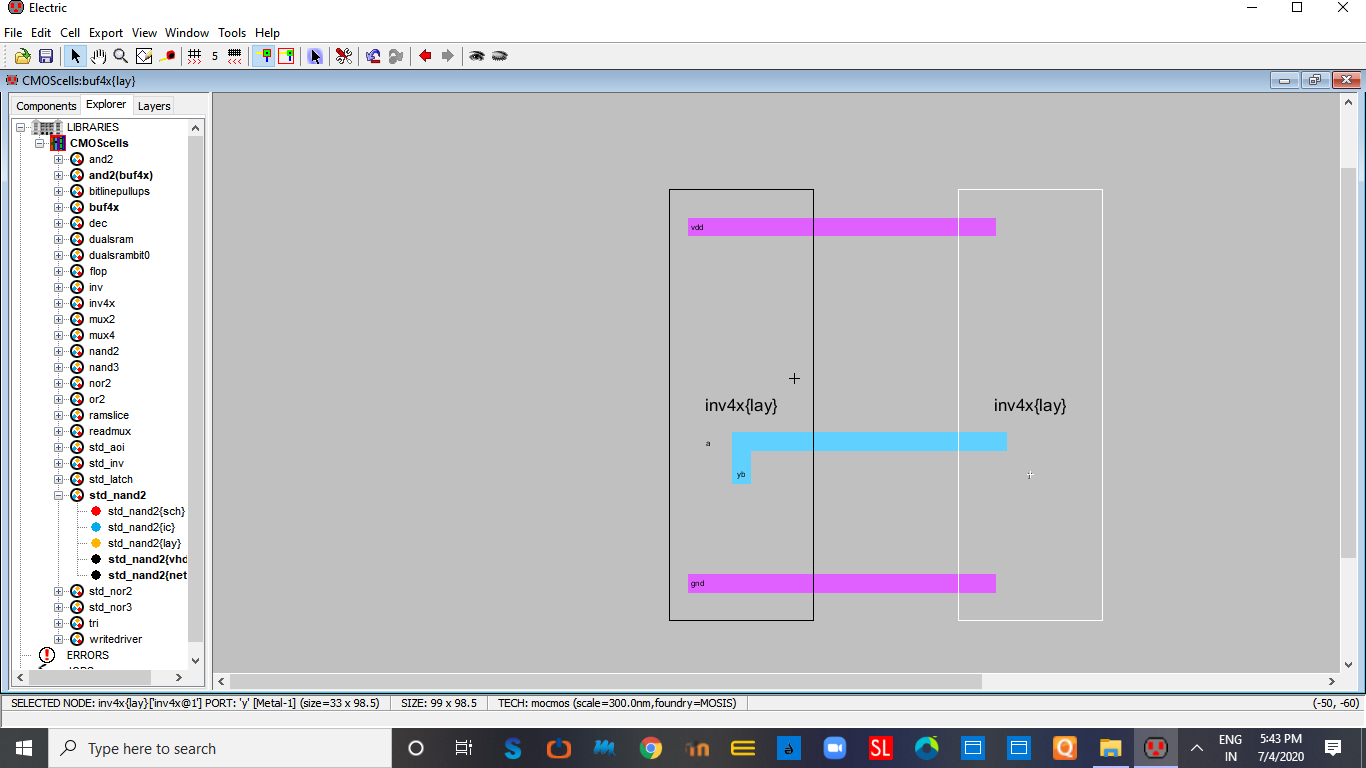 Electric
File Edit Cell Export View Window Tools Help
5
CMOScells:buf4x{lay}
Components Explorer Layers
LIBRARIES
CMOScells
and2
and2(buf4x)
bitlinepullups
buf4x
dec
dualsram
dualsrambit0
flop
inv
inv4x
mux2
mux4
nand2
nand3
nor2
or2
ramslice
readmux
std_aoi
std_inv
std_latch
std_nand2
std_nand2{sch}
std_nand2{ic}
std_nand2{lay}
std_nand2{vhd
std_nand2{net
std_nor2
std_nor3
tri
writedriver
ERRORS
vdd
inv4x{lay} inv4x{lay}
a
yb
gnd
SELECTED NODE: inv4x{lay}['inv4x@1'] PORT: 'y' [Metal-1] (size=33 x 98.5) SIZE: 99 x 98.5 TECH: mocmos (scale=300.0nm,foundry=MOSIS) (-50, -60)
Type here to search
S
in
SL
Q
ENG
IN
5:43 PM
7/4/2020